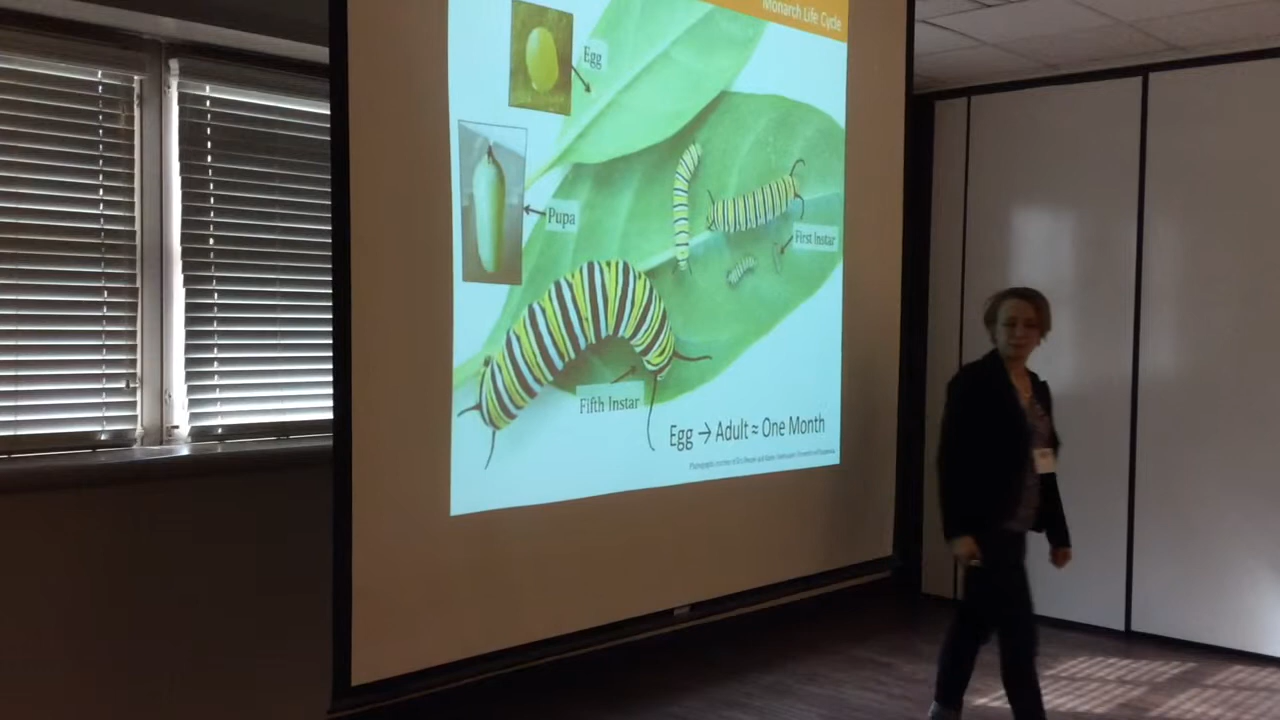 Monarch Life Cycle
Egg
Pupa
First Instar
Fifth Instar
Egg → Adult ≈ One Month